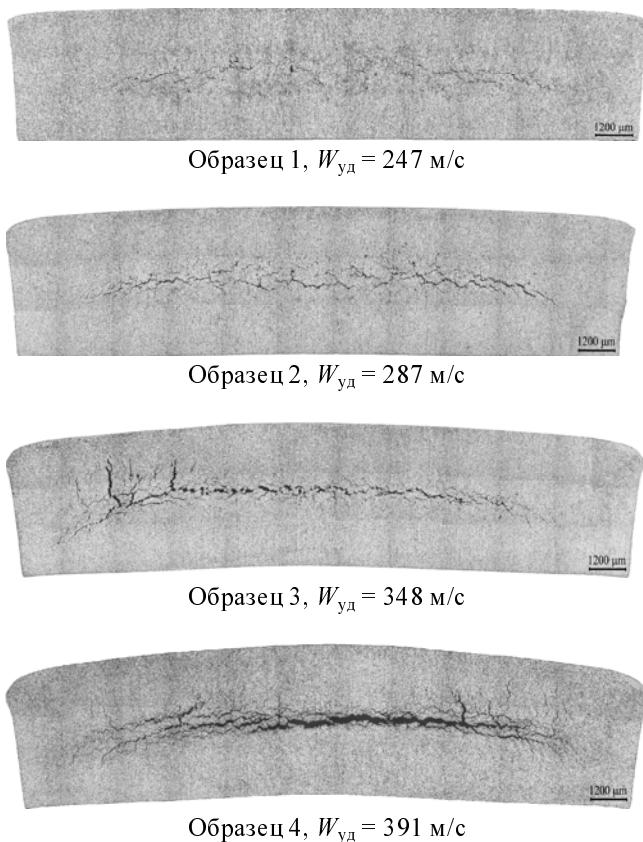 1200 µm
Образец 1, Wуд = 247 м/с
1200 µm
Образец 2, Wуд = 287 м/с
1200 µm
Образец 3, Wуд = 348 м/с
1200 µm
Образец 4, Wуд = 391 м/с